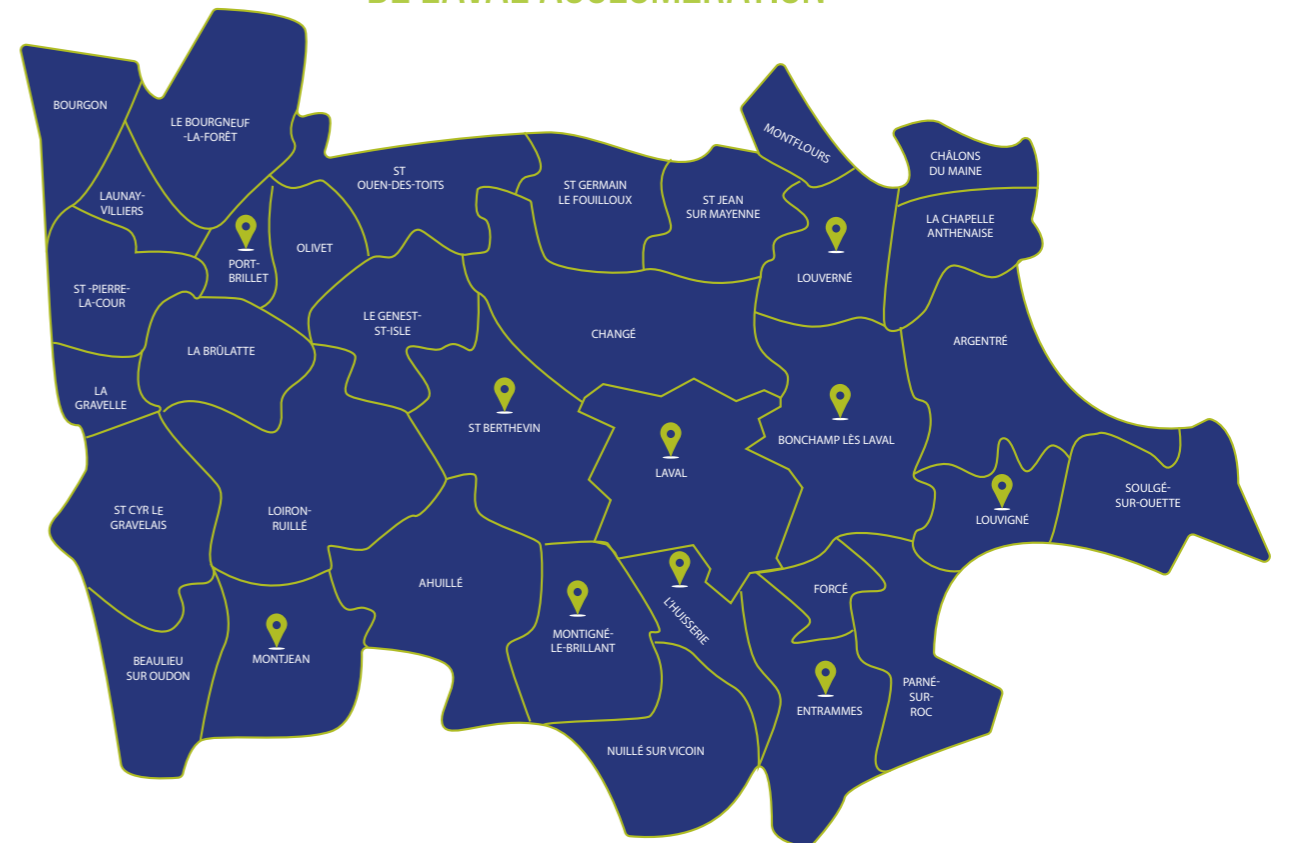 DE LAVAL AGGLOMÉRATION
BOURGON
LE BOURGNEUF
-LA-FORÊT
MONTFLOURS
CHÂLONS
DU MAINE
ST
OUEN-DES-TOITS
ST GERMAIN
LE FOUILLOUX
ST JEAN
SUR MAYENNE
LAUNAY-
VILLIERS
LA CHAPELLE
ANTHENAISE
OLIVET
PORT-
BRILLET
LOUVERNÉ
ST -PIERRE-
LA-COUR
LE GENEST-
ST-ISLE
CHANGÉ
ARGENTRÉ
LA BRÛLATTE
LA
GRAVELLE
ST BERTHEVIN
BONCHAMP LÈS LAVAL
LAVAL
SOULGÉ-
SUR-OUETTE
ST CYR LE
GRAVELAIS
LOIRON-
RUILLÉ
LOUVIGNÉ
AHUILLÉ
FORCÉ
L'HUISSERIE
MONTIGNÉ-
LE-BRILLANT
BEAULIEU
SUR OUDON
MONTJEAN
PARNÉ-
SUR-
ROC
ENTRAMMES
NUILLÉ SUR VICOIN